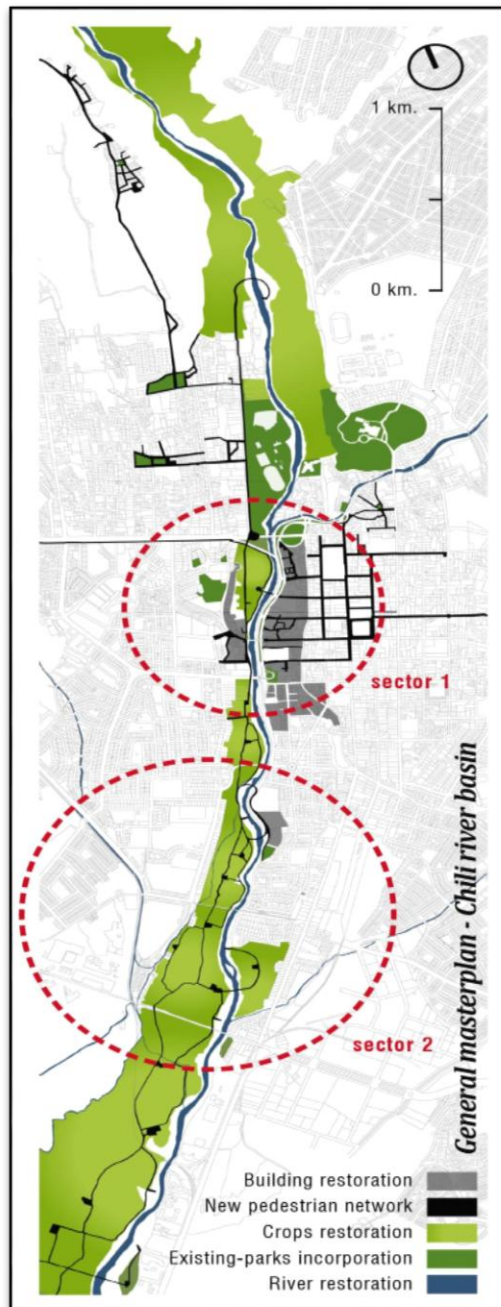 1 km.
0 km.
sector 1
General masterplan - Chili river basin
sector 2
Building restoration
New pedestrian network
Crops restoration
Existing-parks incorporation
River restoration